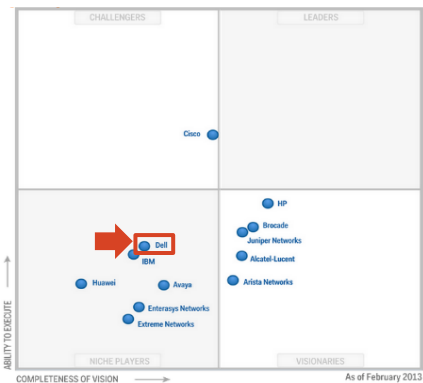 CHALLENGERS
LEADERS
Cisco
HP
Brocade
Juniper Networks
Dell
IBM
Alcatel-Lucent
Huawei
Avaya
Arista Networks
Enterasys Networks
Extreme Networks
ABILITY TO EXECUTE
NICHE PLAYERS
VISIONARIES
COMPLETENESS OF VISION
As of February 2013